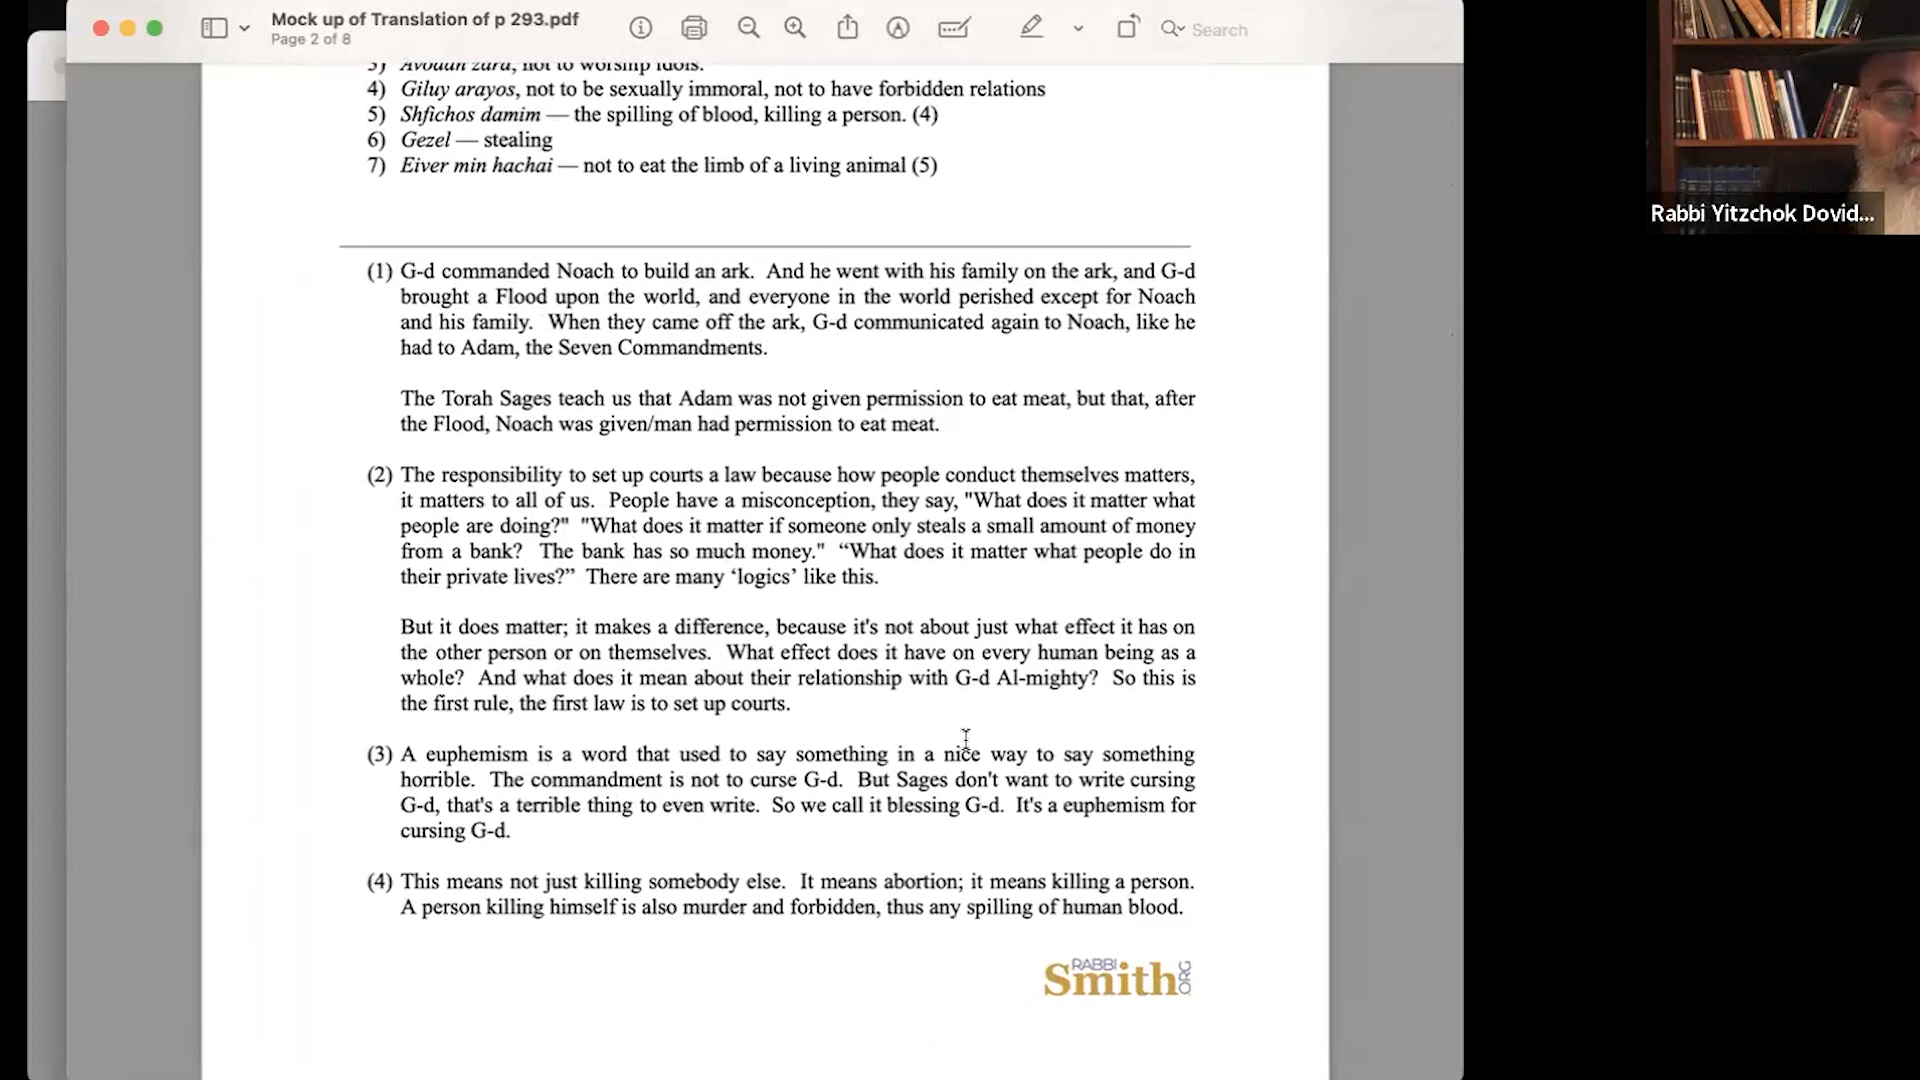 Mock up of Translation of p 293.pdf
Page 2 of 8
Search
3) Avodah zara, not to worship idols.
4) Giluy arayos, not to be sexually immoral, not to have forbidden relations
5) Shfichos damim — the spilling of blood, killing a person. (4)
6) Gezel — stealing
7) Eiver min hachai — not to eat the limb of a living animal (5)
(1) G-d commanded Noach to build an ark. And he went with his family on the ark, and G-d
brought a Flood upon the world, and everyone in the world perished except for Noach
and his family. When they came off the ark, G-d communicated again to Noach, like he
had to Adam, the Seven Commandments.
The Torah Sages teach us that Adam was not given permission to eat meat, but that, after
the Flood, Noach was given/man had permission to eat meat.
(2) The responsibility to set up courts a law because how people conduct themselves matters,
it matters to all of us. People have a misconception, they say, "What does it matter what
people are doing?" "What does it matter if someone only steals a small amount of money
from a bank? The bank has so much money." “What does it matter what people do in
their private lives?” There are many ‘logics’ like this.
But it does matter; it makes a difference, because it's not about just what effect it has on
the other person or on themselves. What effect does it have on every human being as a
whole? And what does it mean about their relationship with G-d Al-mighty? So this is
the first rule, the first law is to set up courts.
(3) A euphemism is a word that used to say something in a nice way to say something
horrible. The commandment is not to curse G-d. But Sages don't want to write cursing
G-d, that's a terrible thing to even write. So we call it blessing G-d. It's a euphemism for
cursing G-d.
(4) This means not just killing somebody else. It means abortion; it means killing a person.
A person killing himself is also murder and forbidden, thus any spilling of human blood.
RABBI
Smith.ORG
Rabbi Yitzchok Dovid...